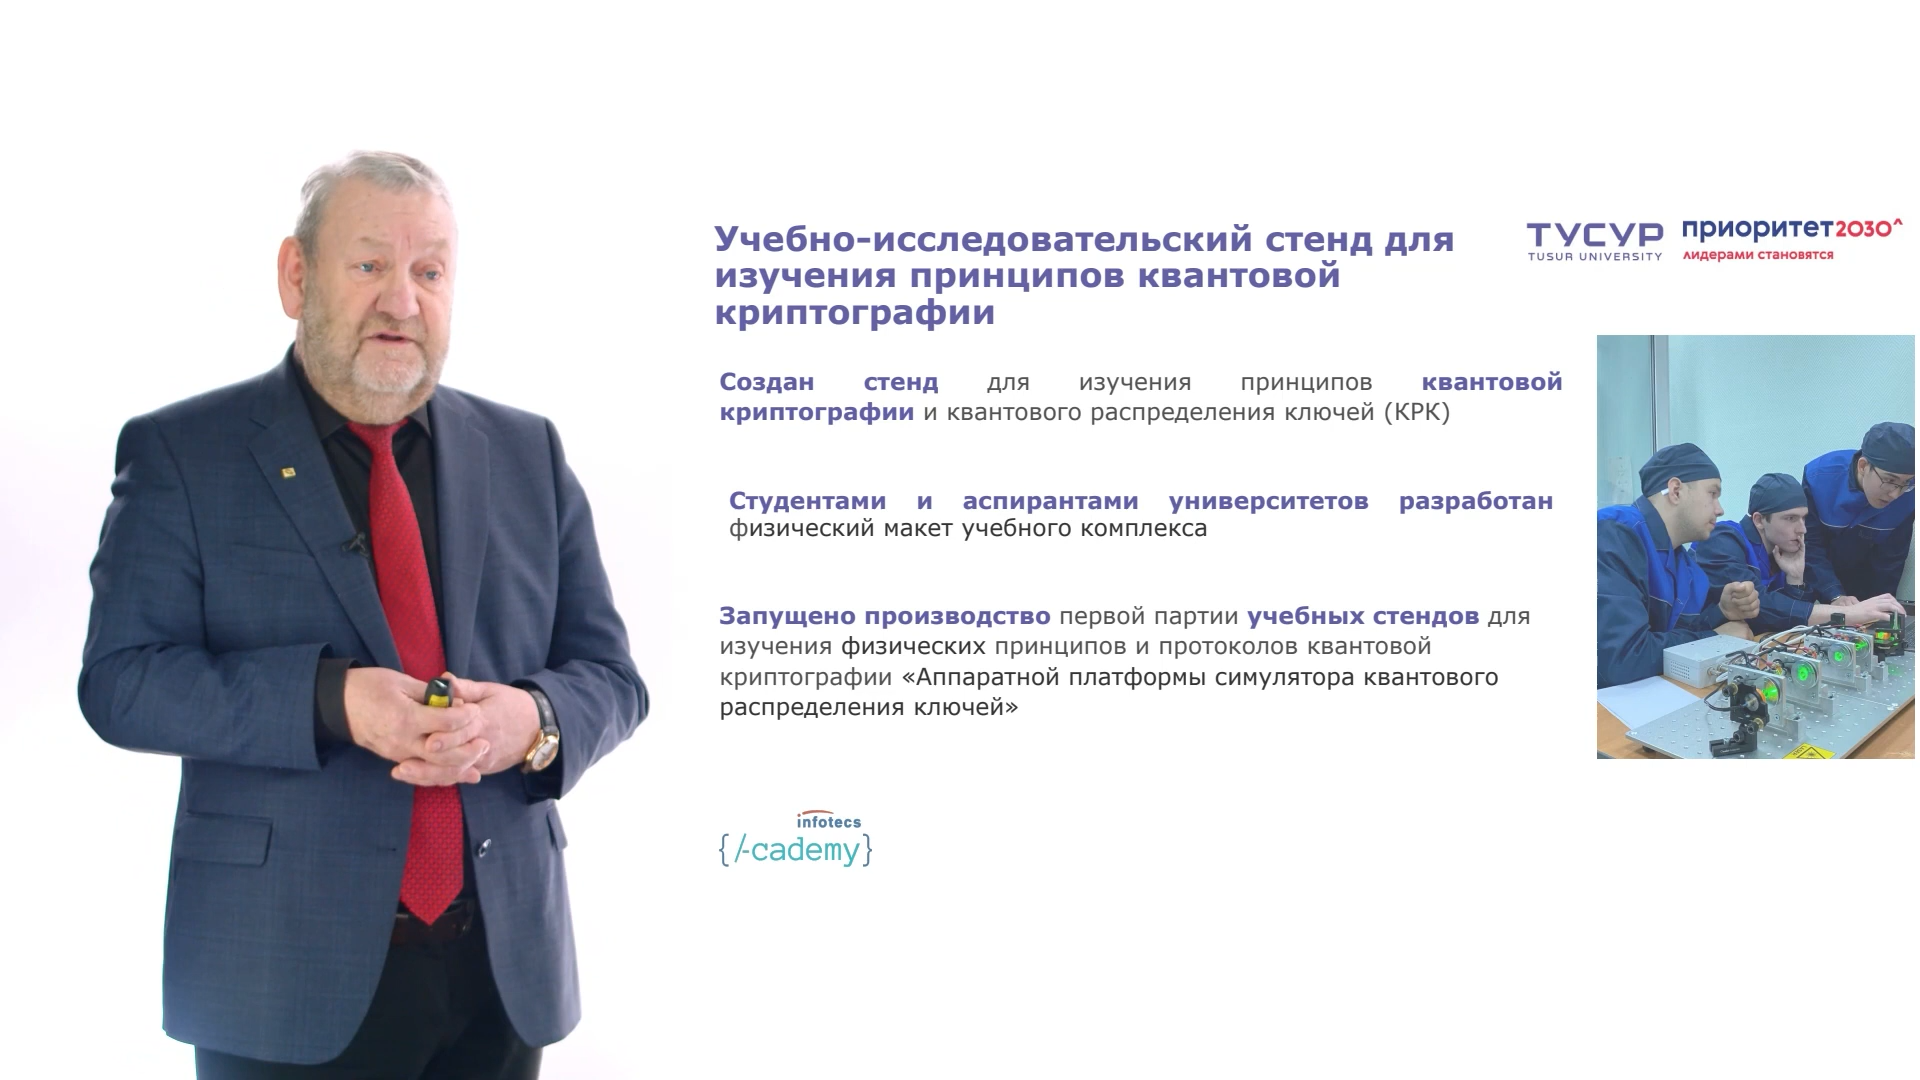 Учебно-исследовательский стенд для
изучения принципов квантовой
криптографии
ТУСУР
TUSUR UNIVERSITY
приоритет2030^
лидерами становятся
Создан стенд для изучения принципов квантовой
криптографии и квантового распределения ключей (КРК)
Студентами и аспирантами университетов разработан
физический макет учебного комплекса
Запущено производство первой партии учебных стендов для
изучения физических принципов и протоколов квантовой
криптографии «Аппаратной платформы симулятора квантового
распределения ключей»
infotecs
{/-cademy}